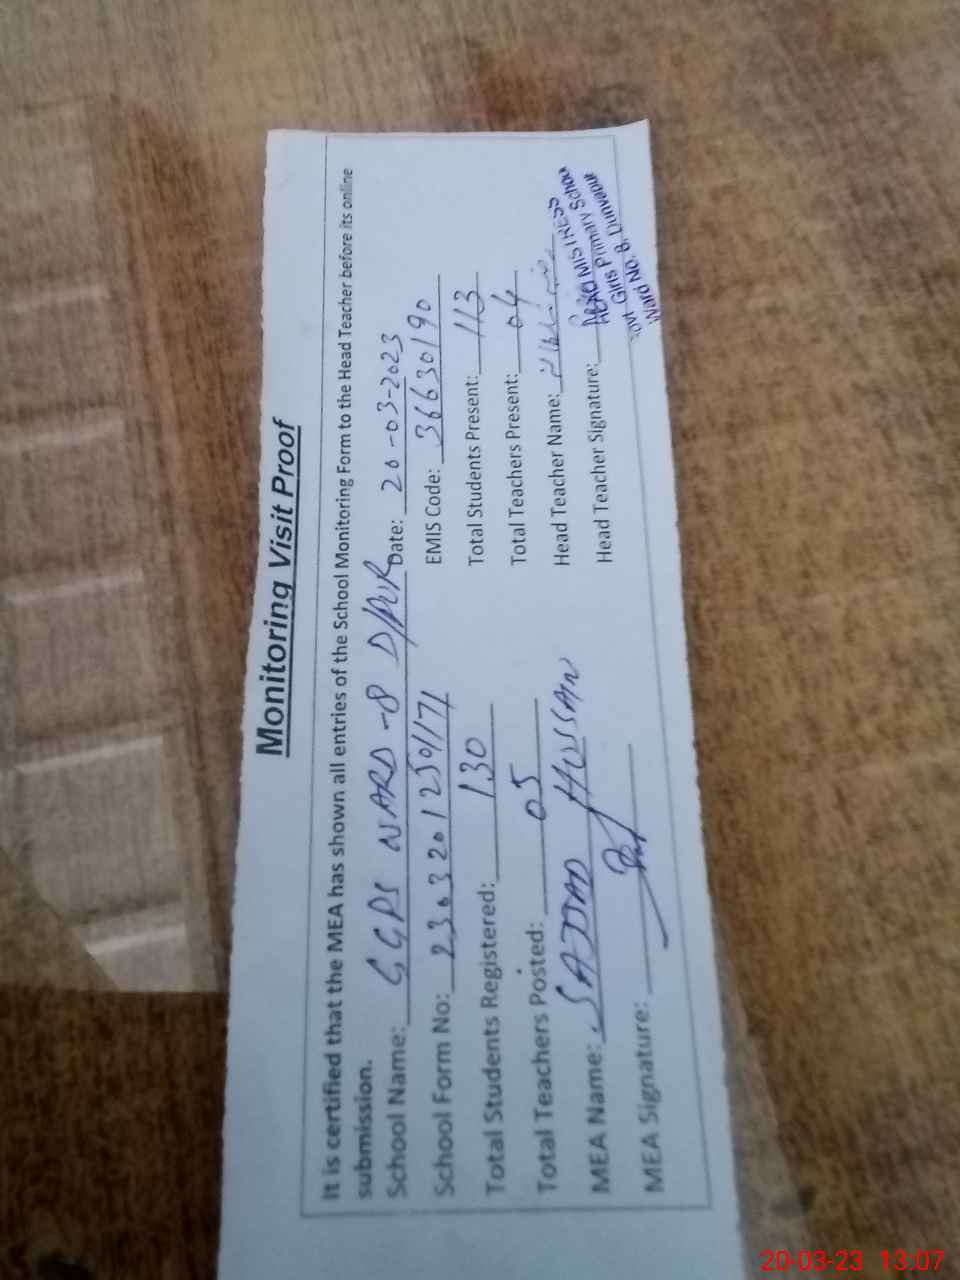 Monitoring Visit Proof
It is certified that the MEA has shown all entries of the School Monitoring Form to the Head Teacher before its online
submission.
School Name: GGPS WARD -8 D/PUR Date: 20-03-2023
School Form No: 23032012501171 EMIS Code: 36630190
Total Students Registered: 130 Total Students Present: 113
Total Teachers Posted: 05 Total Teachers Present: 04
MEA Name: SAJJAD HUSSAIN Head Teacher Name:
MEA Signature: Head Teacher Signature:
HEAD MISTRESS
Govt Girls Primary School
Ward No. 8, Dunyapur
20-03-23 13:07